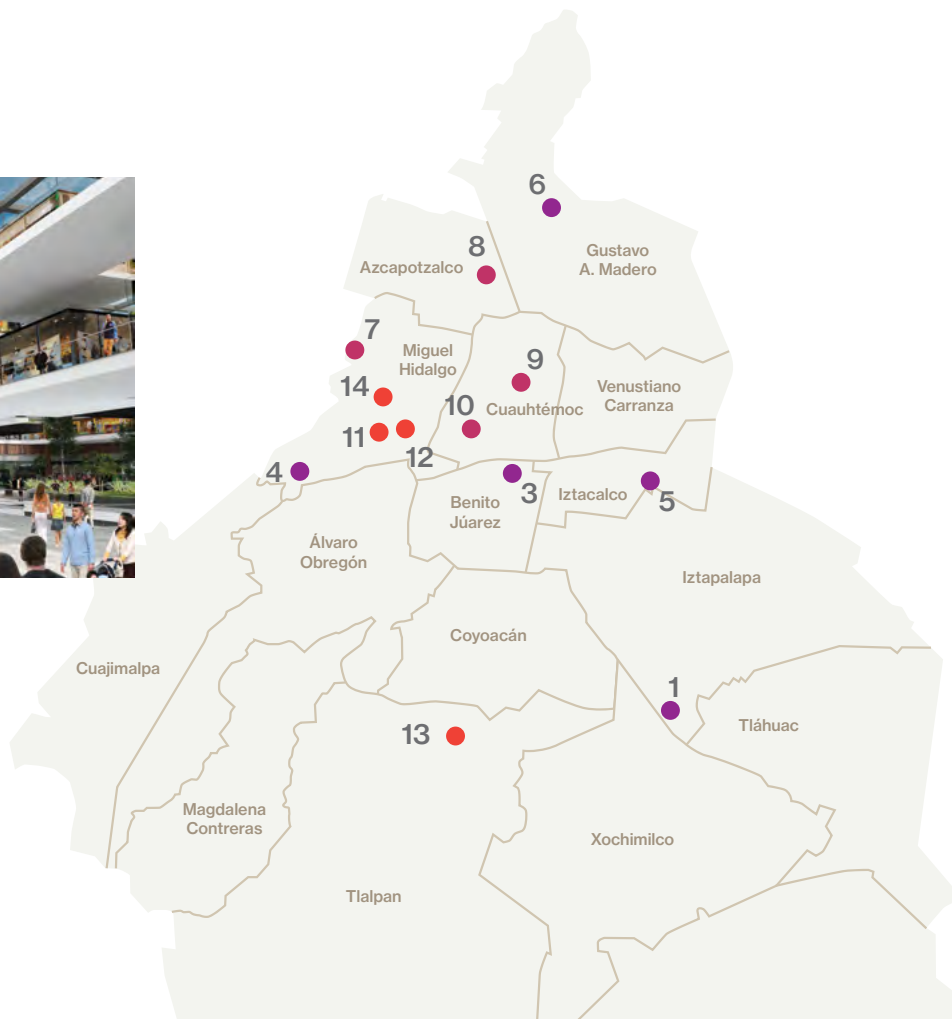 6
Gustavo
A. Madero
8
Azcapotzalco
7
Miguel
Hidalgo
9
14
Venustiano
Carranza
10
Cuauhtémoc
11
12
4
3
Iztacalco
5
Benito
Júarez
Álvaro
Obregón
Iztapalapa
Coyoacán
Cuajimalpa
1
Tláhuac
13
Magdalena
Contreras
Xochimilco
Tlalpan